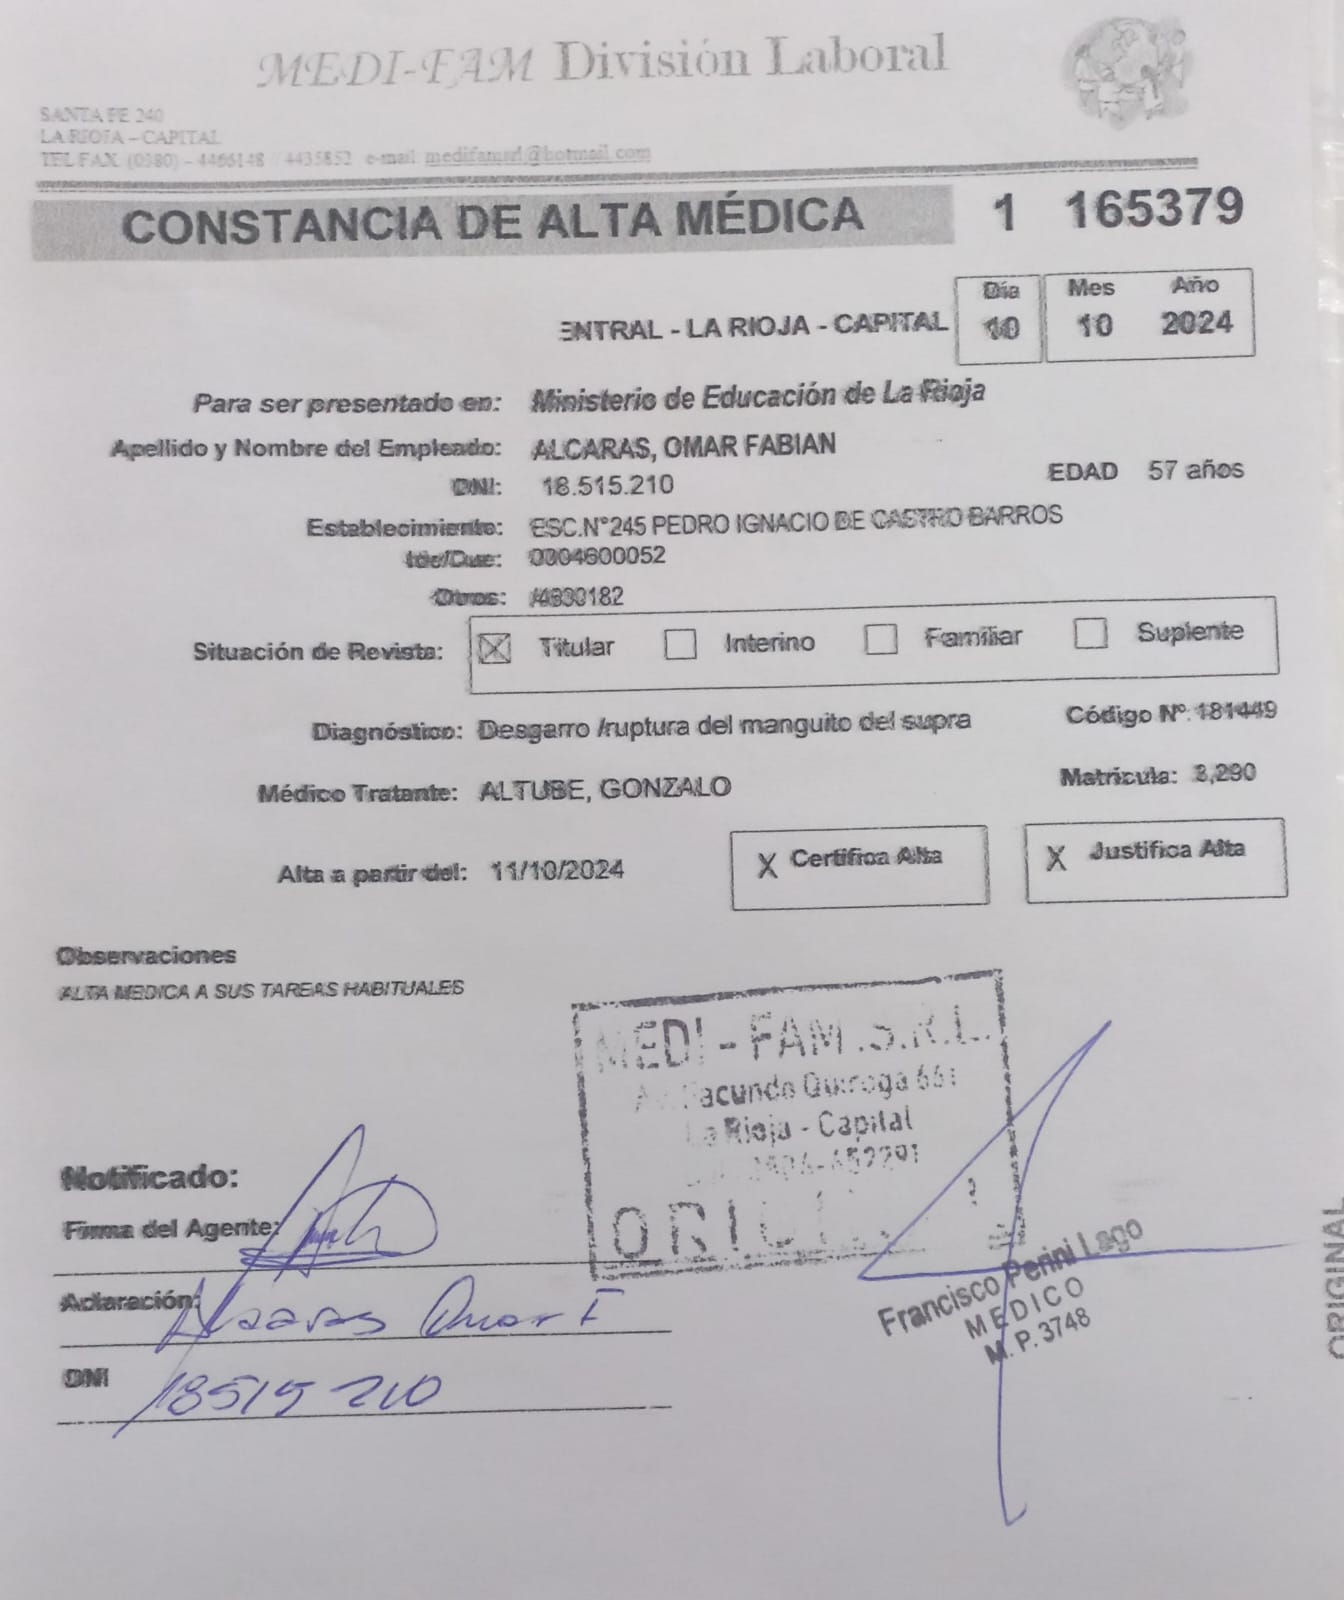 MEDI-FAM División Laboral
SANTA FE 240
LA RIOJA - CAPITAL
TEL FAX. (0380) - 4466148 / 4435852 e-mail medifamsrl@hotmail.com
CONSTANCIA DE ALTA MÉDICA 1 165379
Día Mes Año
ENTRAL - LA RIOJA - CAPITAL 10 10 2024
Para ser presentado en: Ministerio de Educación de La Rioja
Apellido y Nombre del Empleado: ALCARAS, OMAR FABIAN
DNI: 18.515.210 EDAD 57 años
Establecimiento: ESC.N°245 PEDRO IGNACIO DE CASTRO BARROS
0304600052
Otros: /4830182
Situación de Revista: Titular Interino Familiar Suplente
Diagnóstico: Desgarro /ruptura del manguito del supra Código Nº: 181449
Médico Tratante: ALTUBE, GONZALO Matrícula: 3,290
Alta a partir del: 11/10/2024 X Certifica Alta X Justifica Alta
Observaciones
ALTA MEDICA A SUS TAREAS HABITUALES
MEDI-FAM.S.R.L.
Facundo Quiroga 661
La Rioja - Capital
Notificado:
Firma del Agente:
Aclaración: Alcaras Omar F
DNI 18515210
Francisco Perini Lago
MEDICO
M.P.3748
ORIGINAL